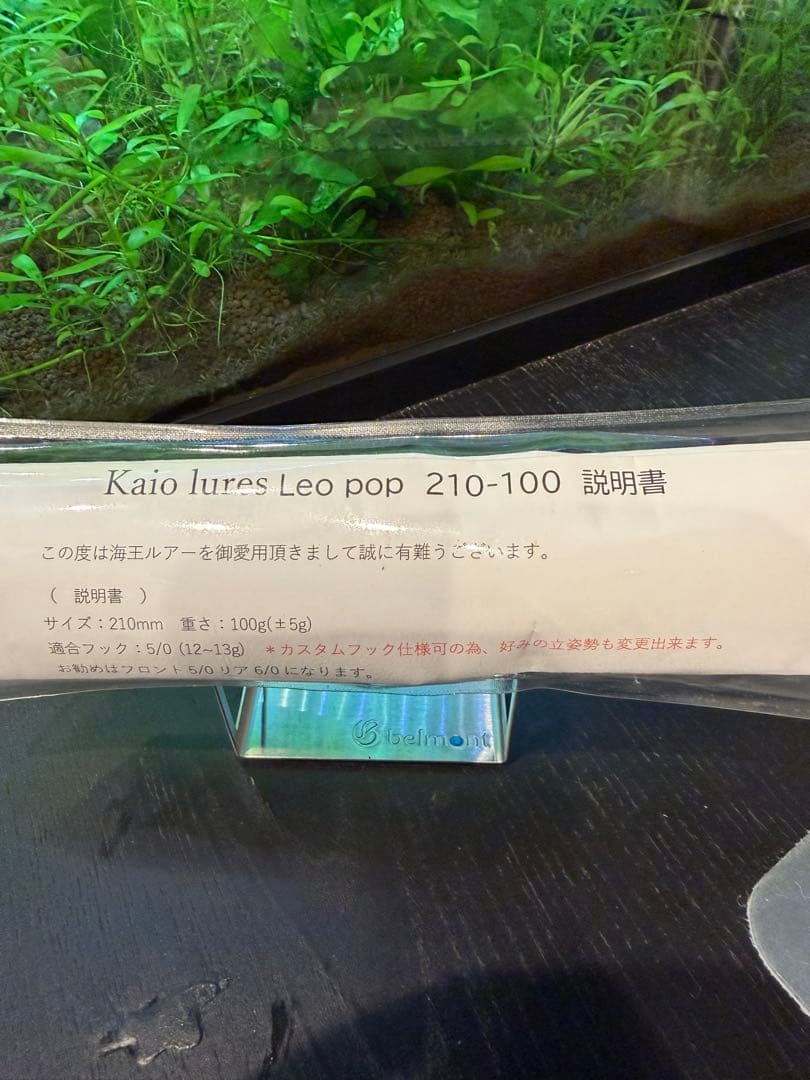 Kaio lures Leo pop 210-100 説明書
この度は海王ルアーを御愛用頂きまして誠に有難うございます。
（ 説明書 ）
サイズ：210mm 重さ：100g(±5g)
適合フック：5/0 (12~13g) ＊カスタムフック仕様可の為、好みの立姿勢も変更出来ます。
お勧めはフロント 5/0 リア 6/0 になります。
belmont